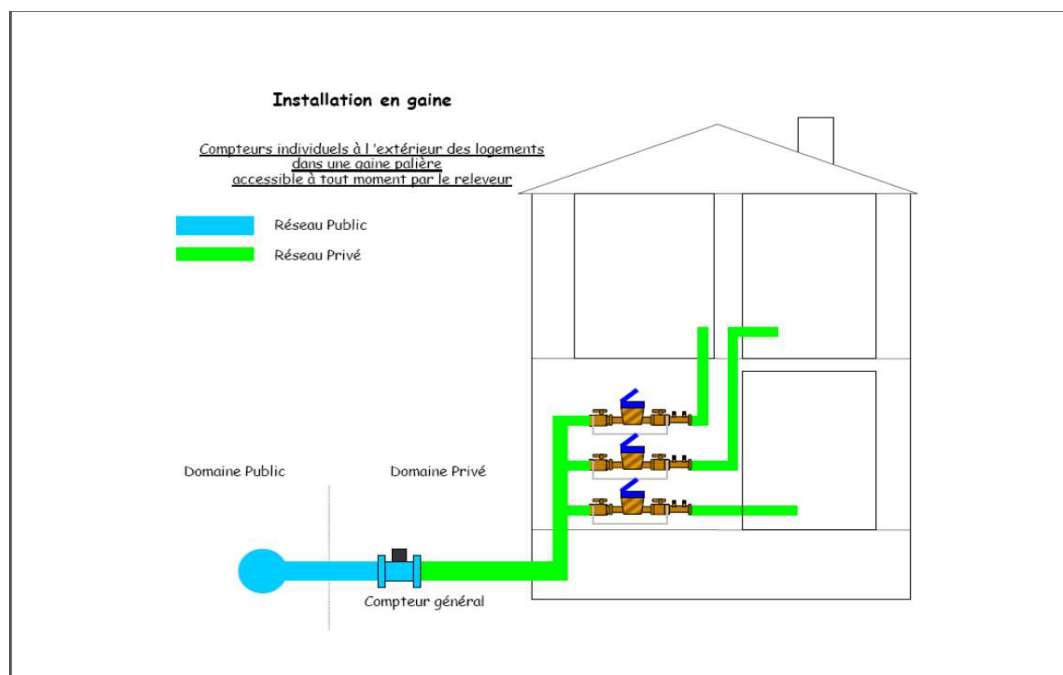 Installation en gaine
Compteurs individuels à l 'extérieur des logements
dans une gaine palière
accessible à tout moment par le releveur
Réseau Public
Réseau Privé
Domaine Public
Domaine Privé
Compteur général